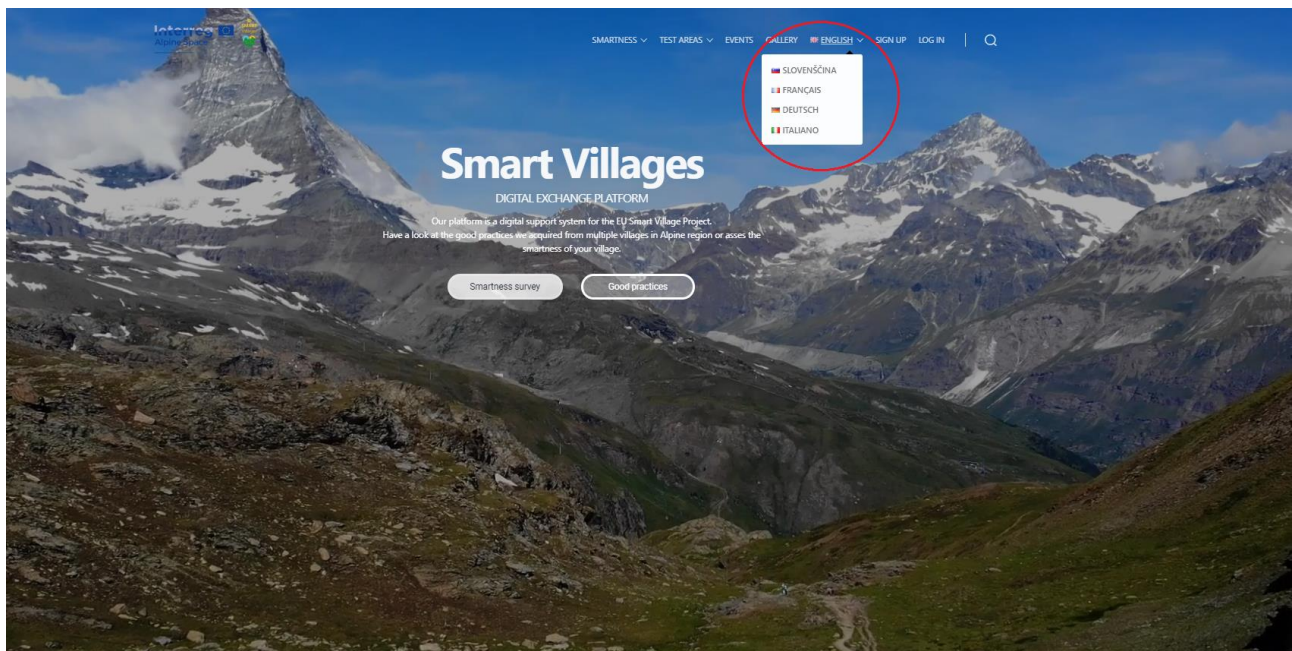 Interreg
Alpine Space
SMARTNESS
TEST AREAS
EVENTS
GALLERY
ENGLISH
SIGN UP
LOG IN
SLOVENŠČINA
FRANÇAIS
DEUTSCH
ITALIANO
Smart Villages
DIGITAL EXCHANGE PLATFORM
Our platform is a digital support system for the EU Smart Village Project.
Have a look at the good practices we acquired from multiple villages in Alpine region or asses the
smartness of your village.
Smartness survey
Good practices